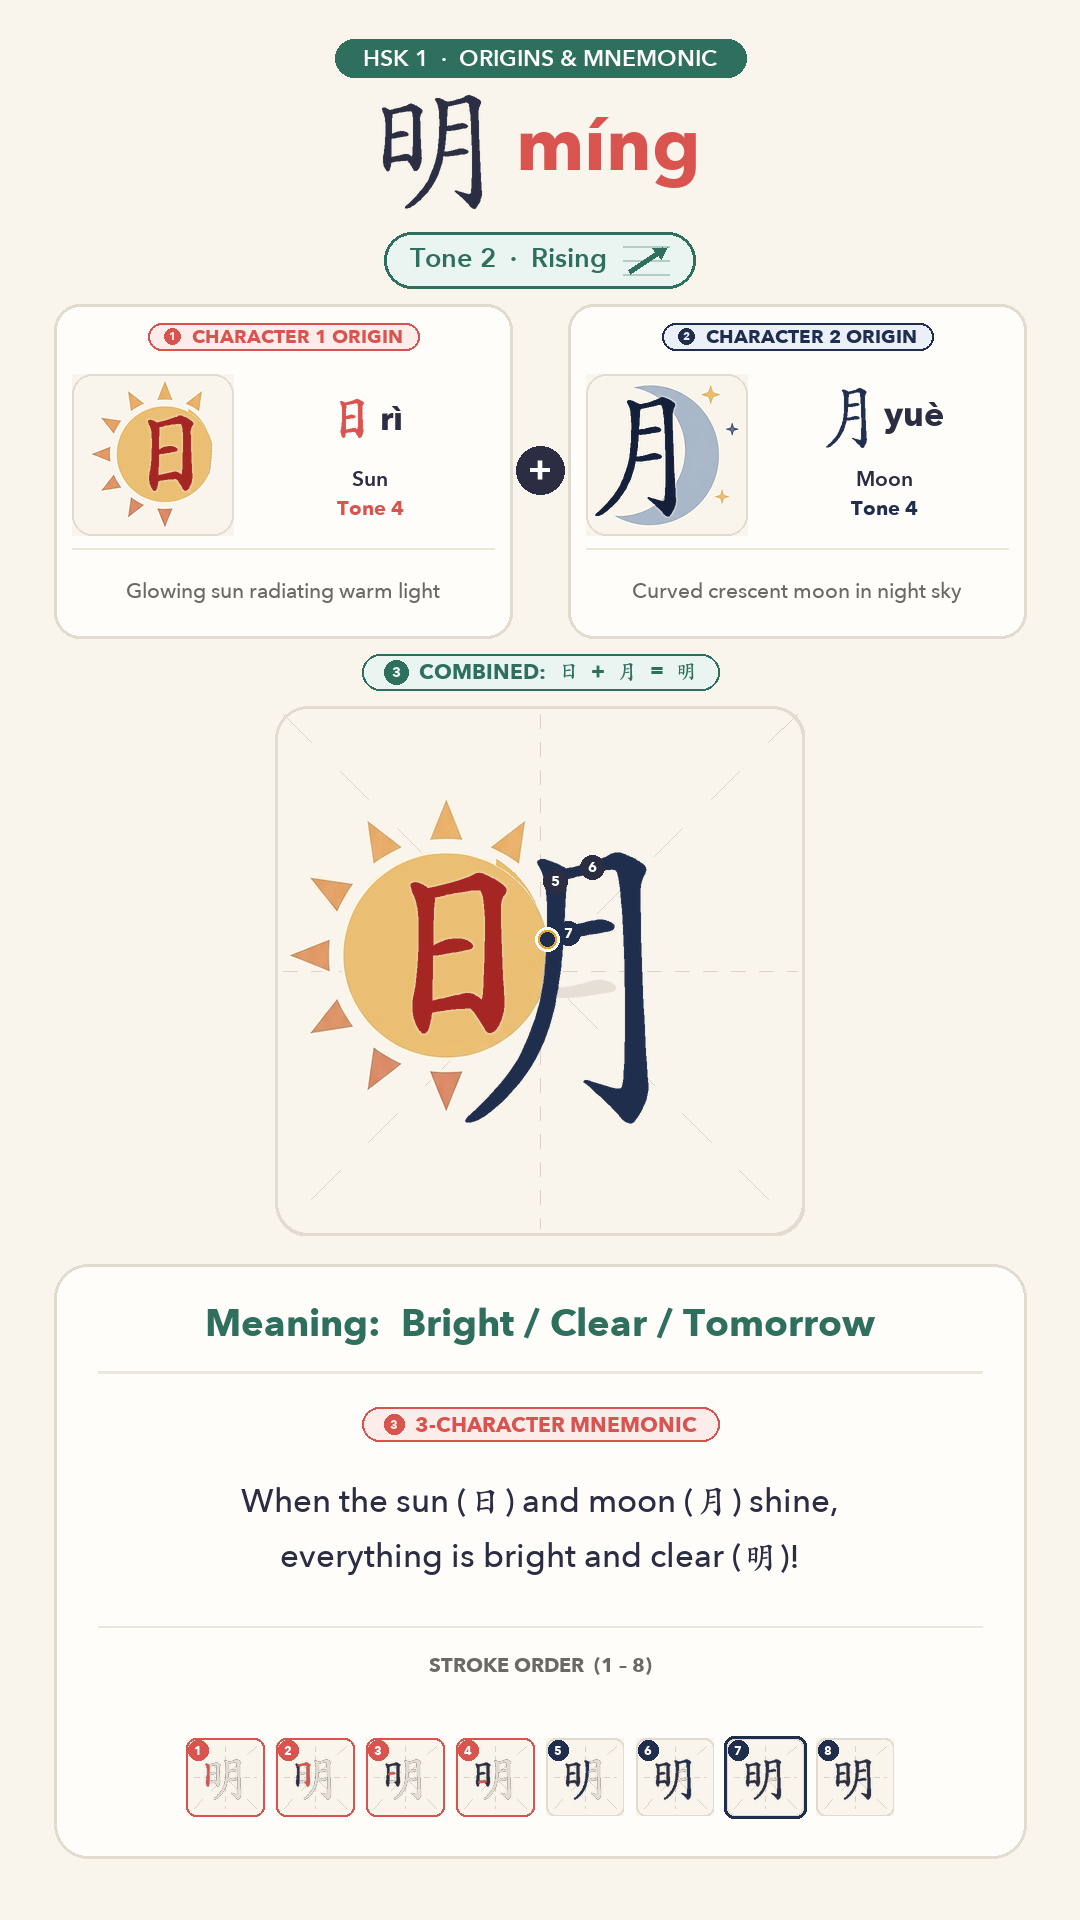 HSK 1 · ORIGINS & MNEMONIC
明 míng
Tone 2 · Rising
1 CHARACTER 1 ORIGIN
日
日 rì
Sun
Tone 4
Glowing sun radiating warm light
+
2 CHARACTER 2 ORIGIN
月
月 yuè
Moon
Tone 4
Curved crescent moon in night sky
3 COMBINED: 日 + 月 = 明
日 月
5 6
7
Meaning: Bright / Clear / Tomorrow
3 3-CHARACTER MNEMONIC
When the sun (日) and moon (月) shine,
everything is bright and clear (明)!
STROKE ORDER (1 – 8)
1 2 3 4 5 6 7 8
明 明 明 明 明 明 明 明